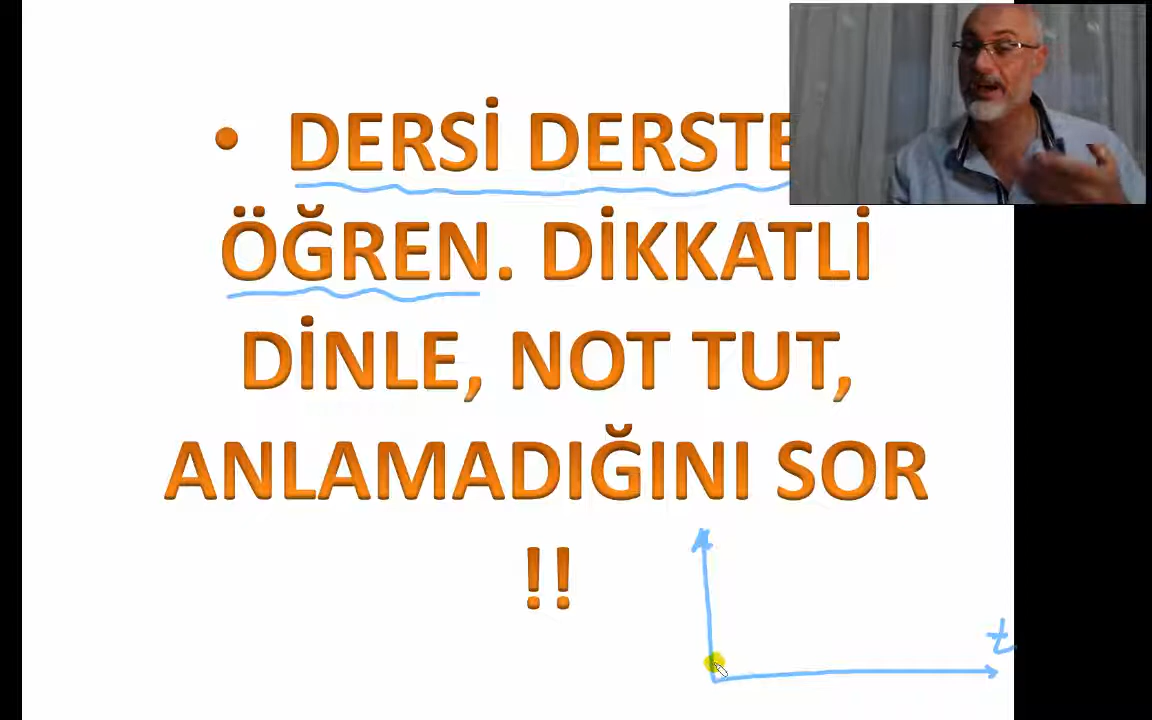 • DERSİ DERSTE
ÖĞREN. DİKKATLİ
DİNLE, NOT TUT,
ANLAMADIĞINI SOR
!!
t